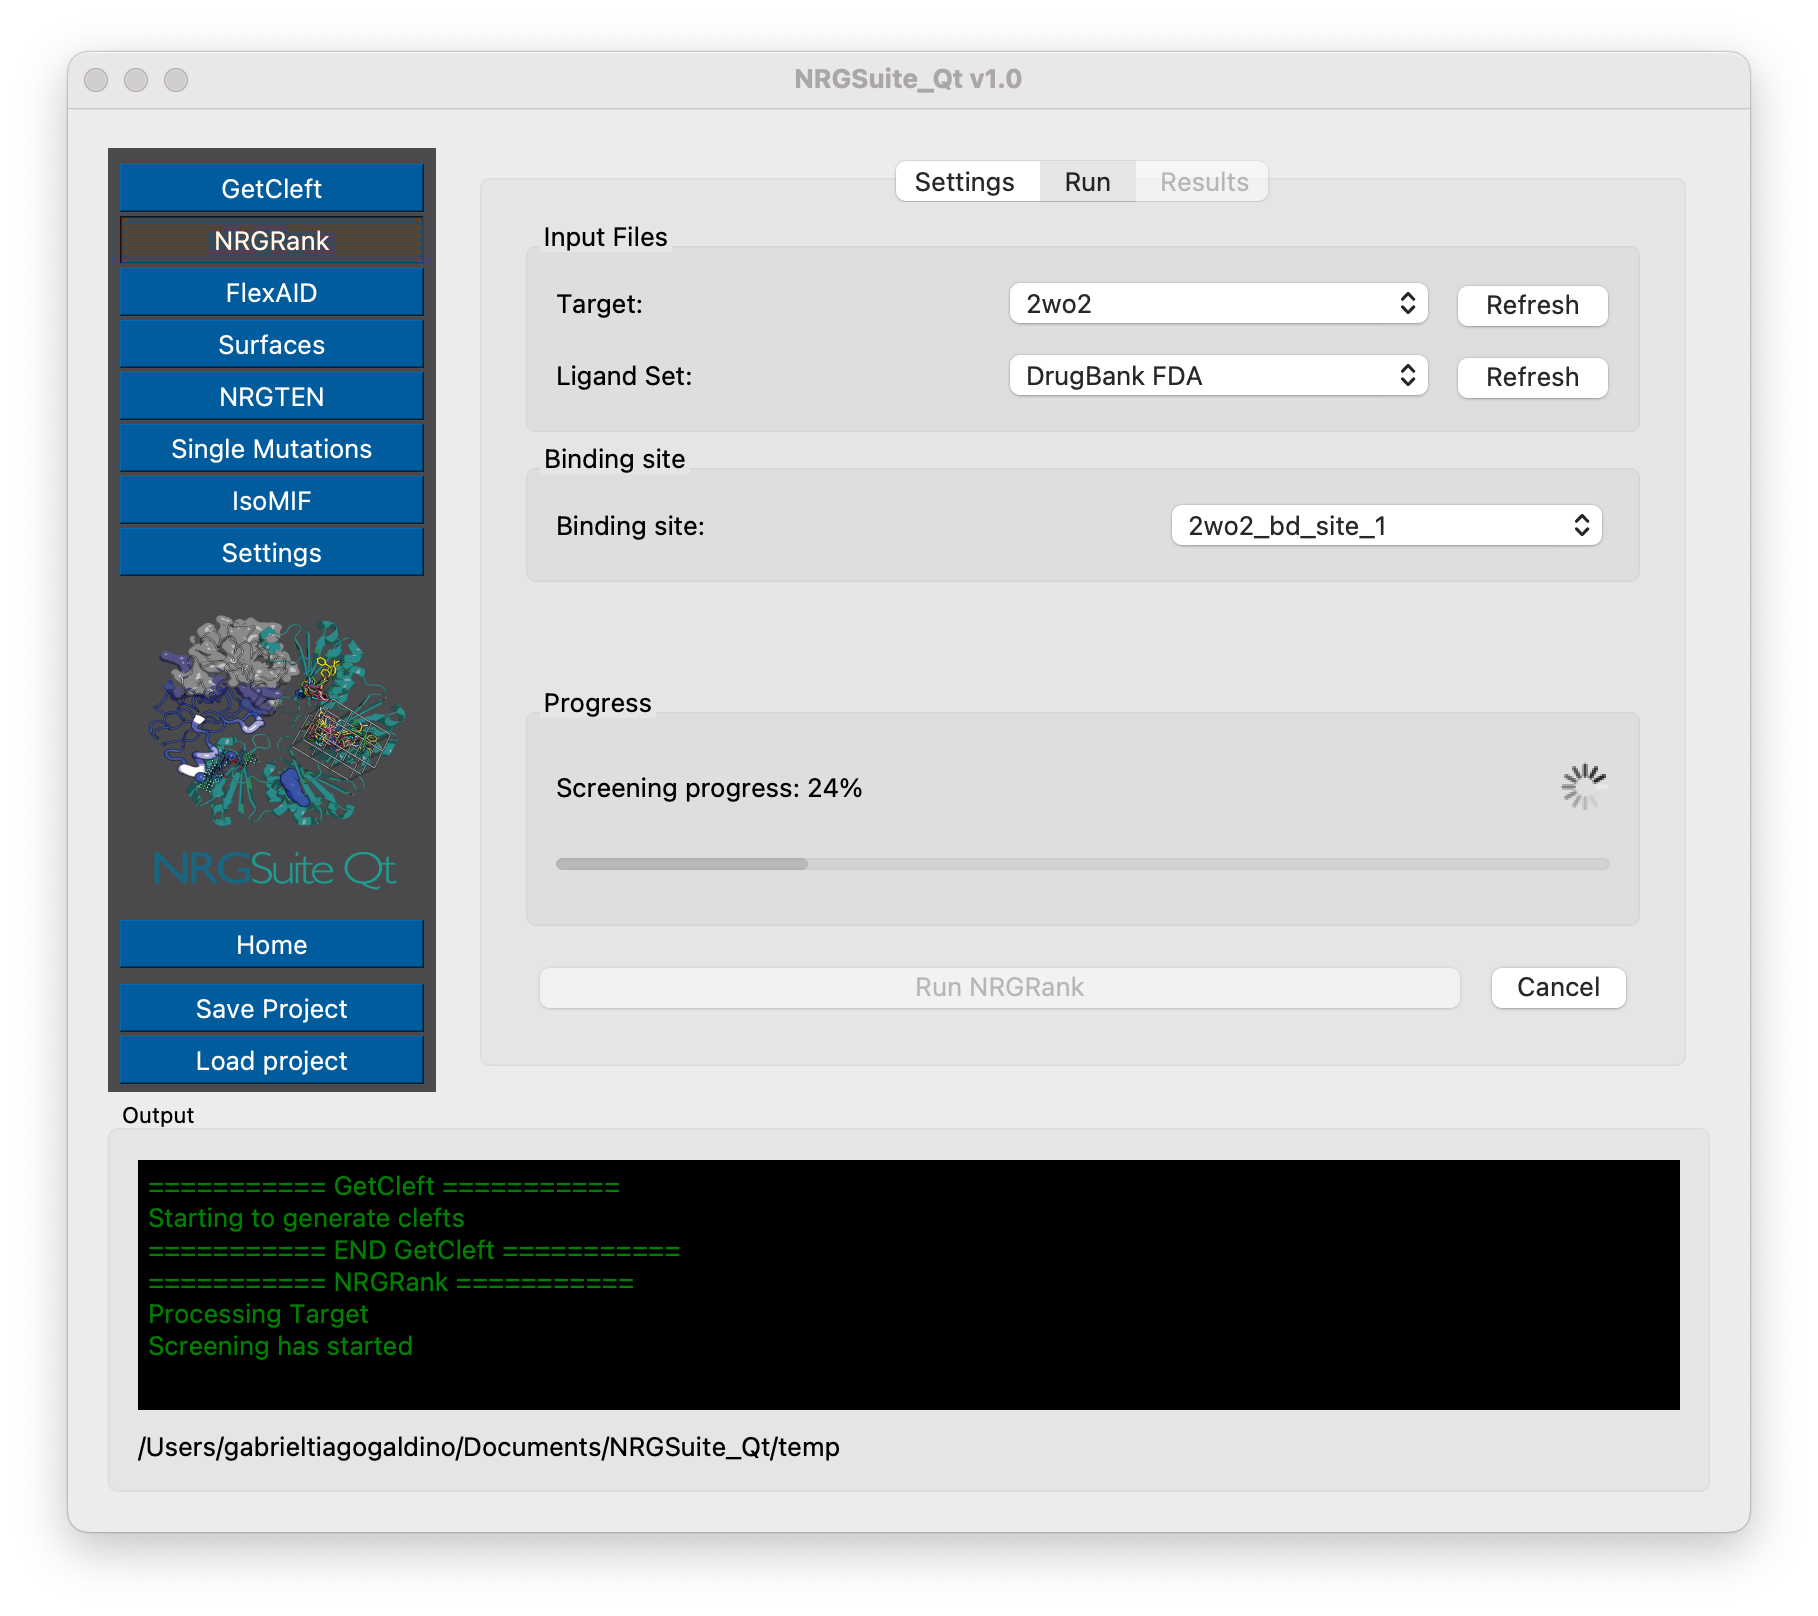 NRGSuite_Qt v1.0
GetCleft
NRGRank
FlexAID
Surfaces
NRGTEN
Single Mutations
IsoMIF
Settings
NRGSuite Qt
Home
Save Project
Load project
Settings Run Results
Input Files
Target: 2wo2 Refresh
Ligand Set: DrugBank FDA Refresh
Binding site
Binding site: 2wo2_bd_site_1
Progress
Screening progress: 24%
Run NRGRank Cancel
Output
=========== GetCleft ===========
Starting to generate clefts
=========== END GetCleft ===========
=========== NRGRank ===========
Processing Target
Screening has started
/Users/gabrieltiagogaldino/Documents/NRGSuite_Qt/temp